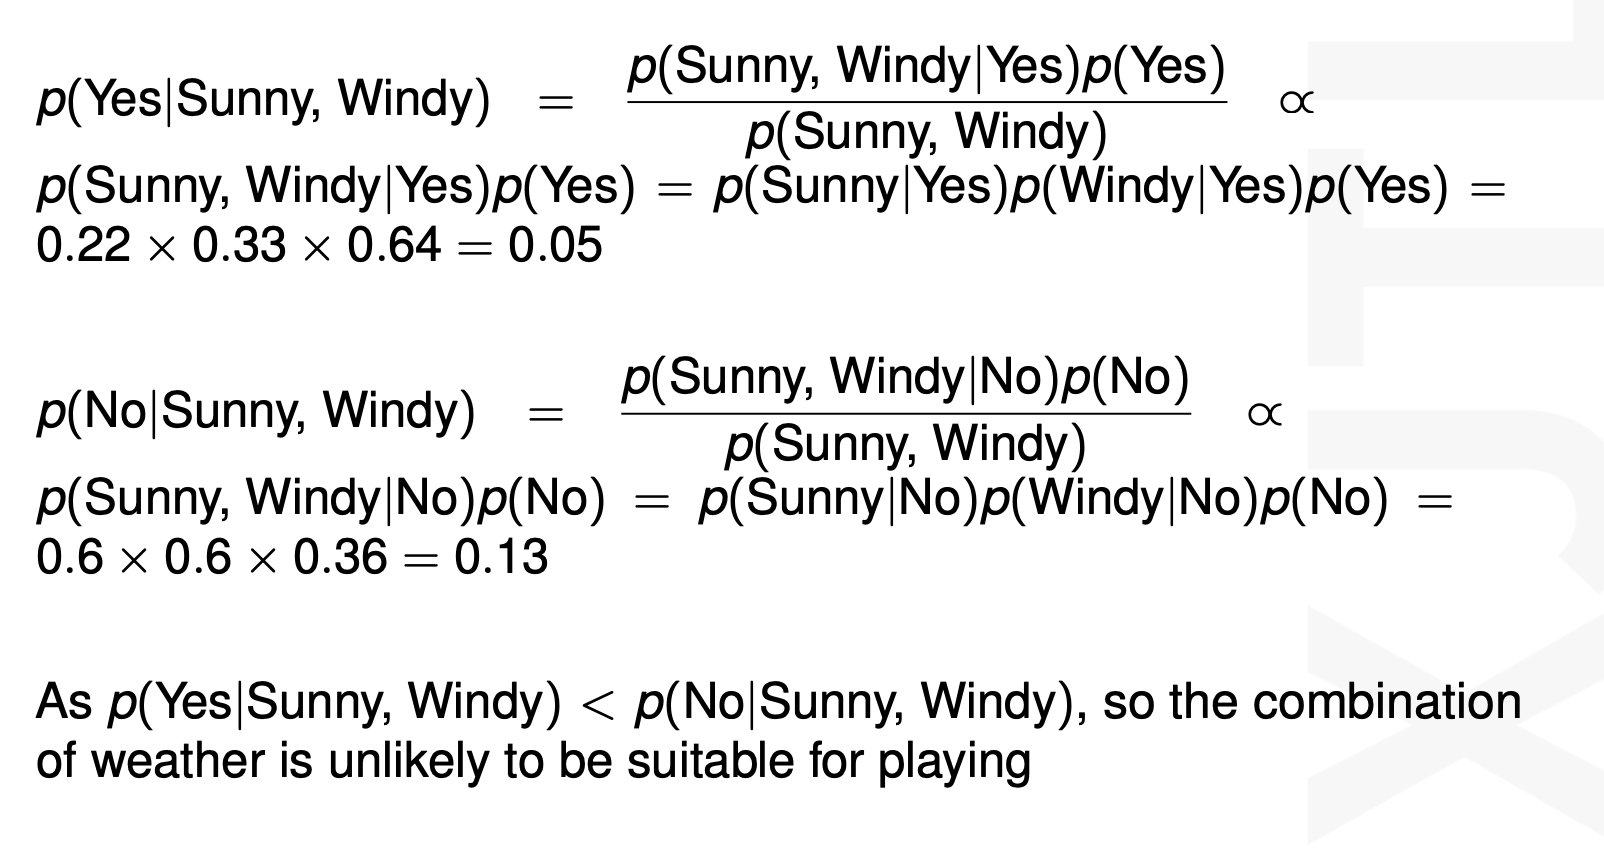 p(Yes|Sunny, Windy) = p(Sunny, Windy|Yes)p(Yes) / p(Sunny, Windy) ∝
p(Sunny, Windy|Yes)p(Yes) = p(Sunny|Yes)p(Windy|Yes)p(Yes) =
0.22 × 0.33 × 0.64 = 0.05
p(No|Sunny, Windy) = p(Sunny, Windy|No)p(No) / p(Sunny, Windy) ∝
p(Sunny, Windy|No)p(No) = p(Sunny|No)p(Windy|No)p(No) =
0.6 × 0.6 × 0.36 = 0.13
As p(Yes|Sunny, Windy) < p(No|Sunny, Windy), so the combination
of weather is unlikely to be suitable for playing